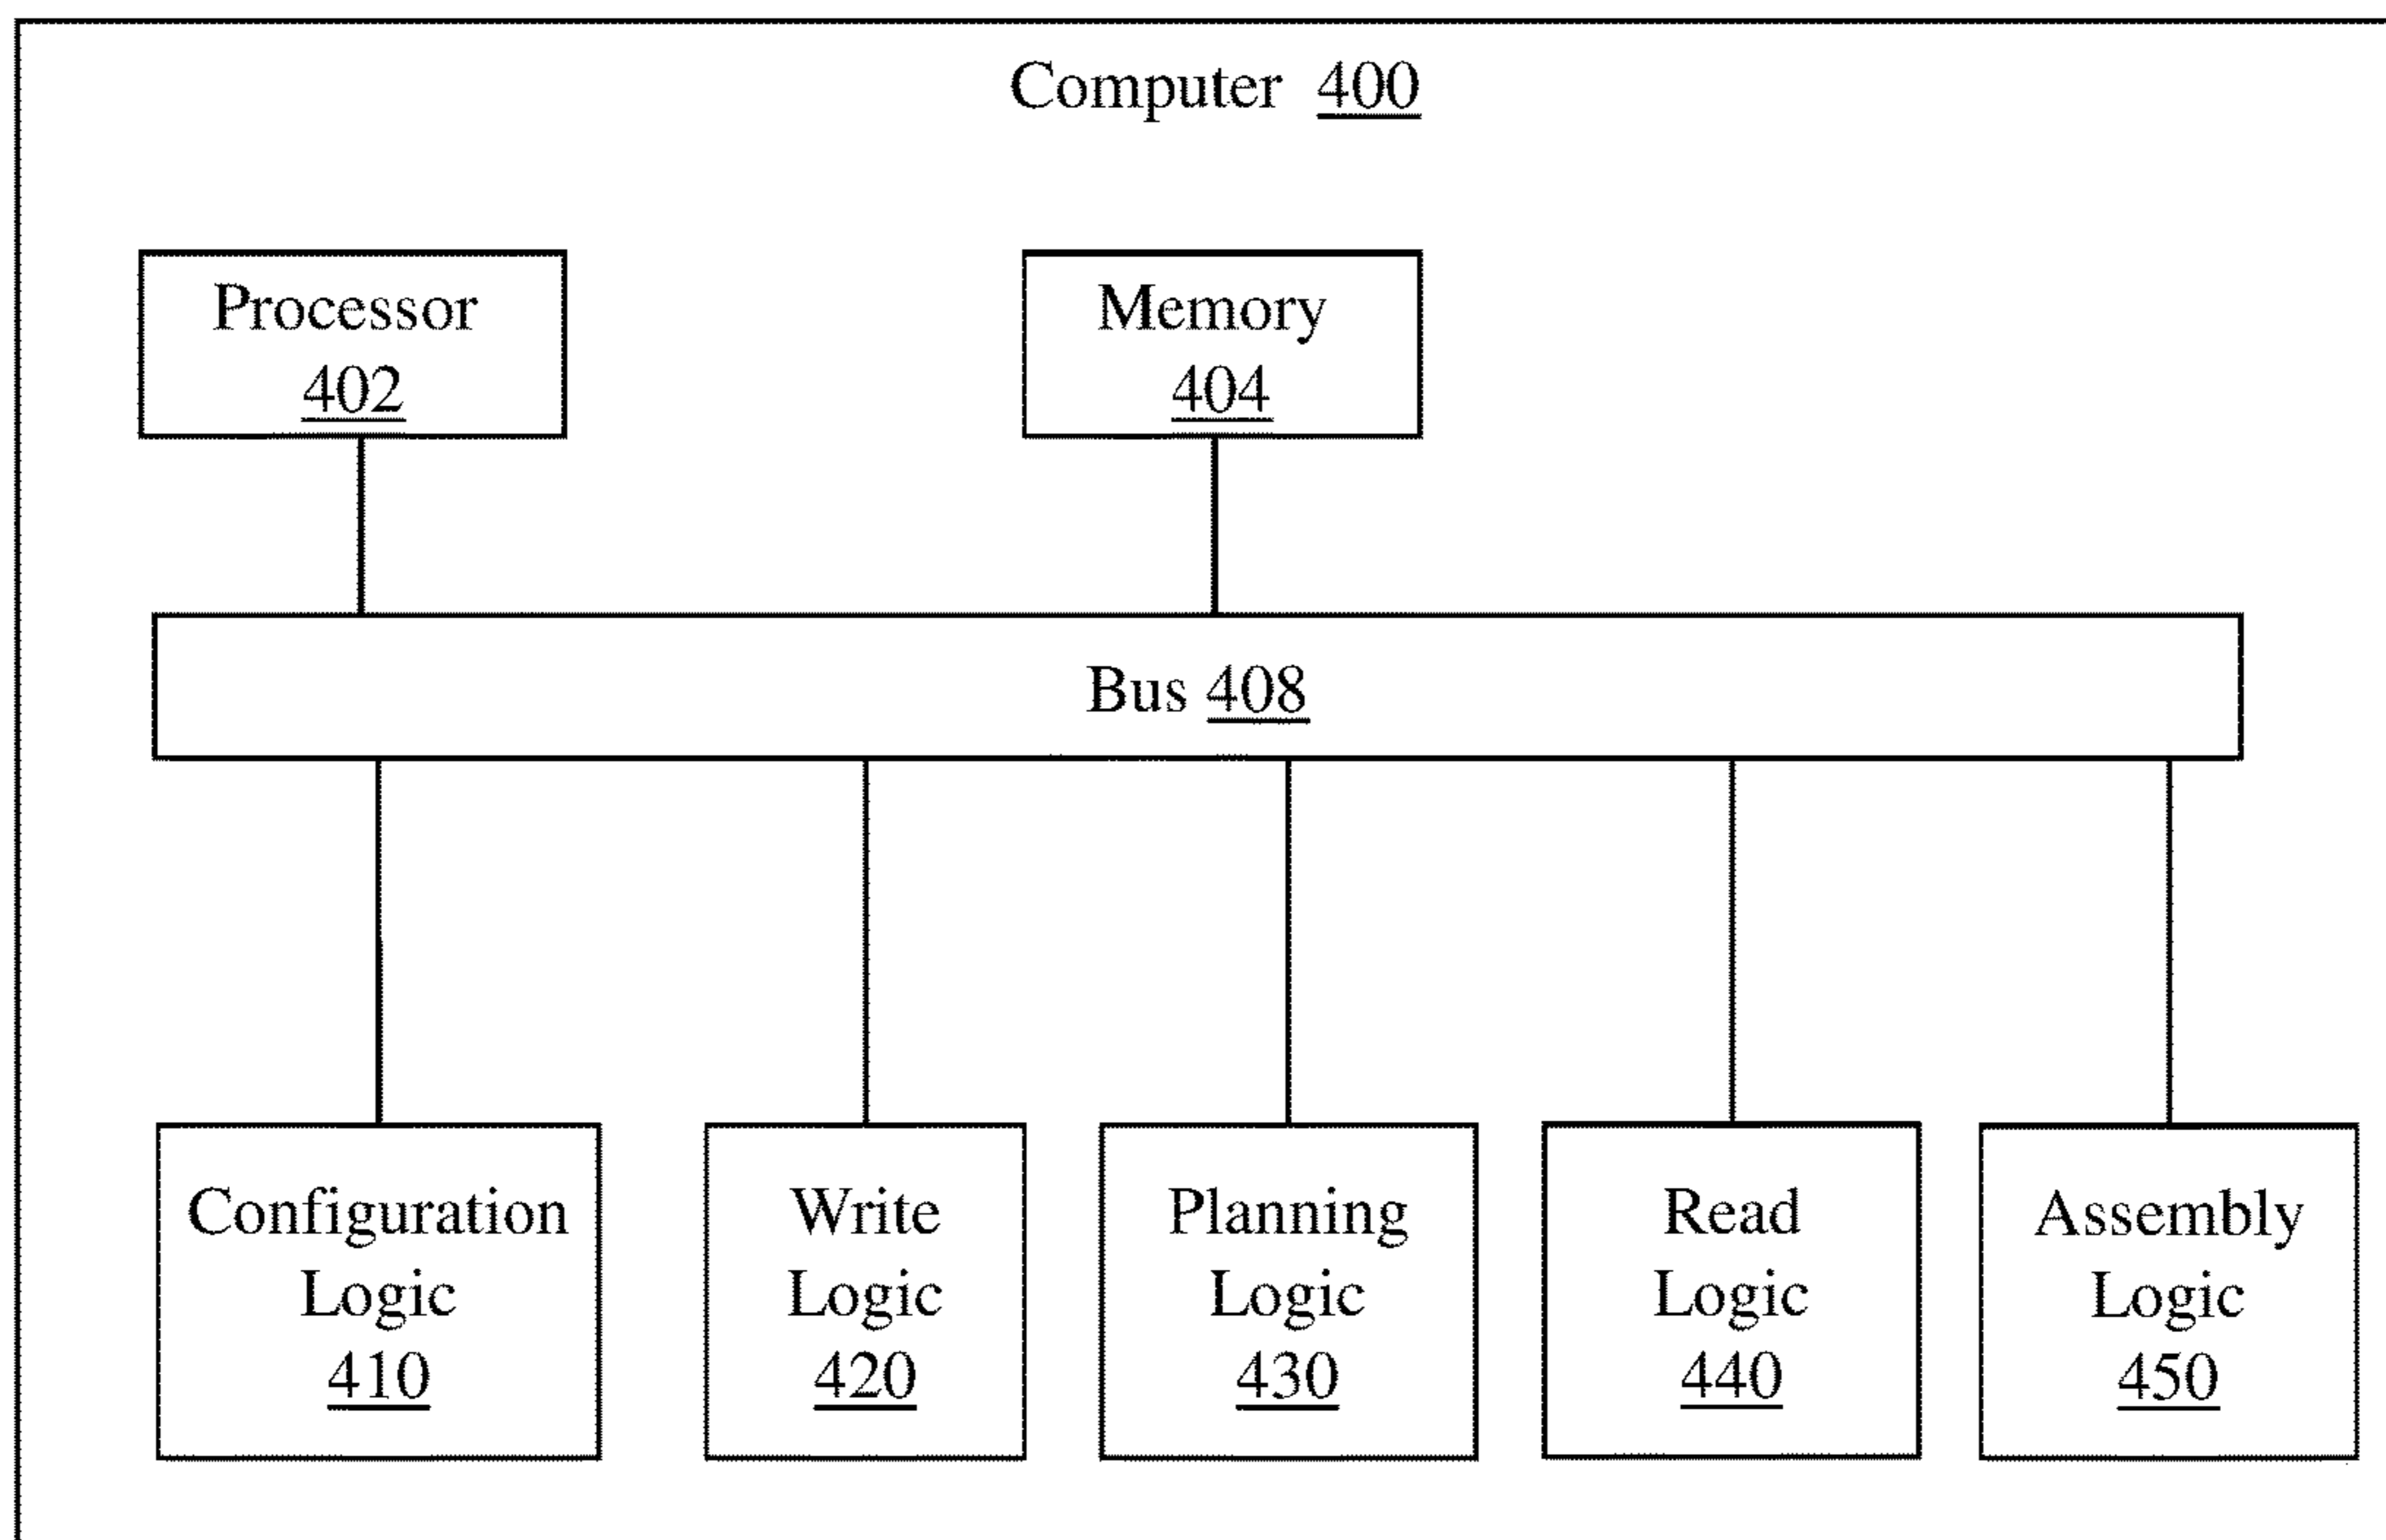 Computer 400
Processor
402
Memory
404
Bus 408
Configuration
Logic
410
Write
Logic
420
Planning
Logic
430
Read
Logic
440
Assembly
Logic
450